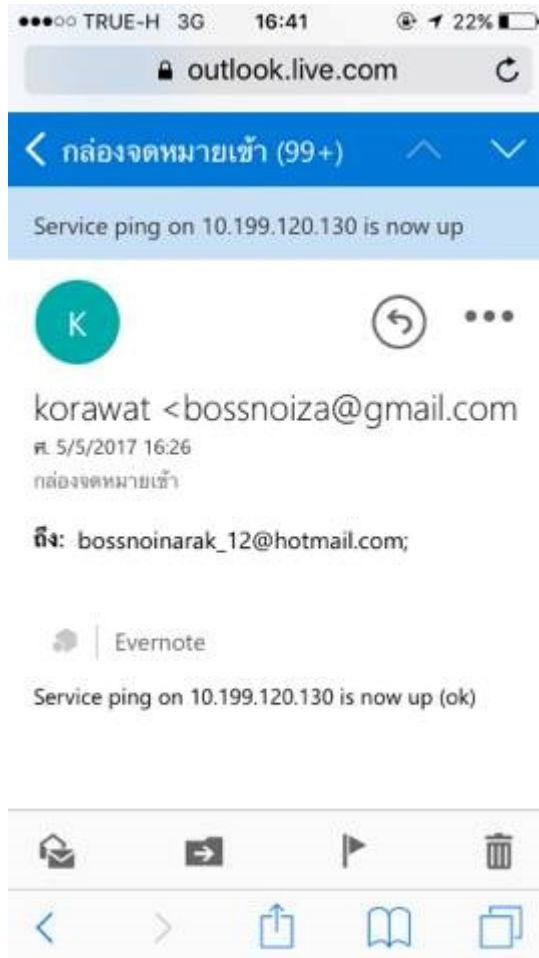 TRUE-H 3G 16:41 22%
outlook.live.com
กล่องจดหมายเข้า (99+)
Service ping on 10.199.120.130 is now up
K
korawat <bossnoiza@gmail.com
ศ. 5/5/2017 16:26
กล่องจดหมายเข้า
ถึง: bossnoinarak_12@hotmail.com;
Evernote
Service ping on 10.199.120.130 is now up (ok)